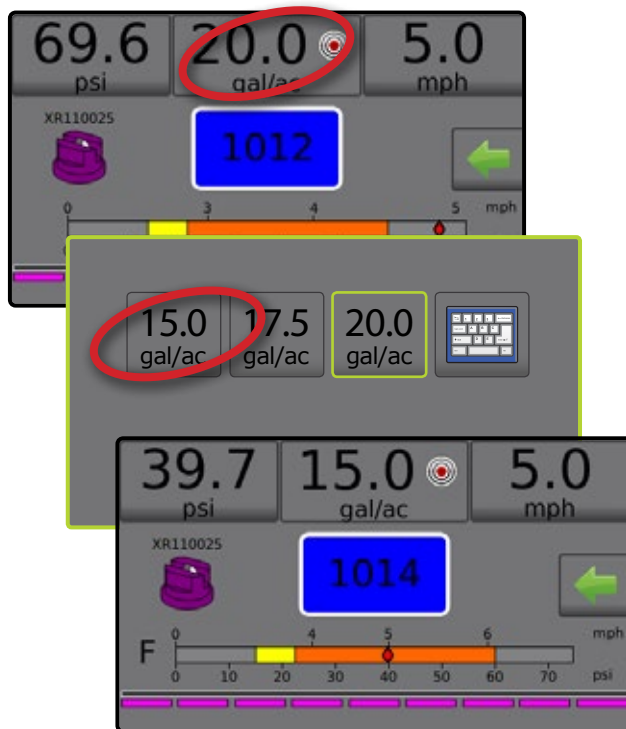 69.6 20.0 5.0
psi gal/ac mph
XR110025
1012
0 3 4 5 mph
15.0 17.5 20.0
gal/ac gal/ac gal/ac
39.7 15.0 5.0
psi gal/ac mph
XR110025
1014
0 4 5 6 mph
F
0 10 20 30 40 50 60 70 psi